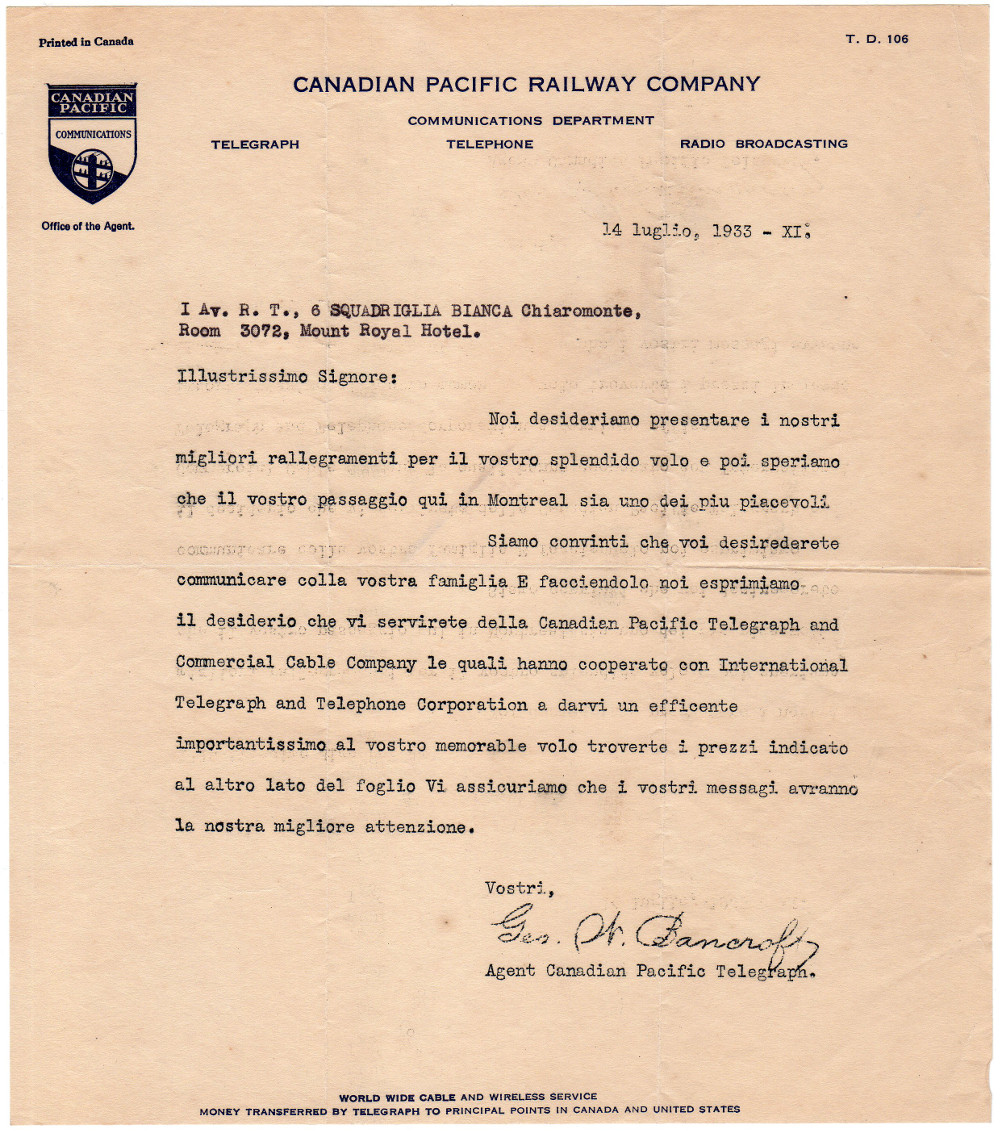 Printed in Canada
T. D. 106
CANADIAN PACIFIC
COMMUNICATIONS
Office of the Agent.
CANADIAN PACIFIC RAILWAY COMPANY
COMMUNICATIONS DEPARTMENT
TELEGRAPH TELEPHONE RADIO BROADCASTING
14 luglio, 1933 - XI:
I Av. R. T., 6 SQUADRIGLIA BIANCA Chiaromonte,
Room 3072, Mount Royal Hotel.
Illustrissimo Signore:
Noi desideriamo presentare i nostri
migliori rallegramenti per il vostro splendido volo e poi speriamo
che il vostro passaggio qui in Montreal sia uno dei piu piacevoli
Siamo convinti che voi desirederete
communicare colla vostra famiglia E facciendolo noi esprimiamo
il desiderio che vi servirete della Canadian Pacific Telegraph and
Commercial Cable Company le quali hanno cooperato con International
Telegraph and Telephone Corporation a darvi un efficente
importantissimo al vostro memorable volo troverte i prezzi indicato
al altro lato del foglio Vi assicuriamo che i vostri messagi avranno
la nostra migliore attenzione.
Vostri,
Geo. W. Bancroft
Agent Canadian Pacific Telegraph.
WORLD WIDE CABLE AND WIRELESS SERVICE
MONEY TRANSFERRED BY TELEGRAPH TO PRINCIPAL POINTS IN CANADA AND UNITED STATES